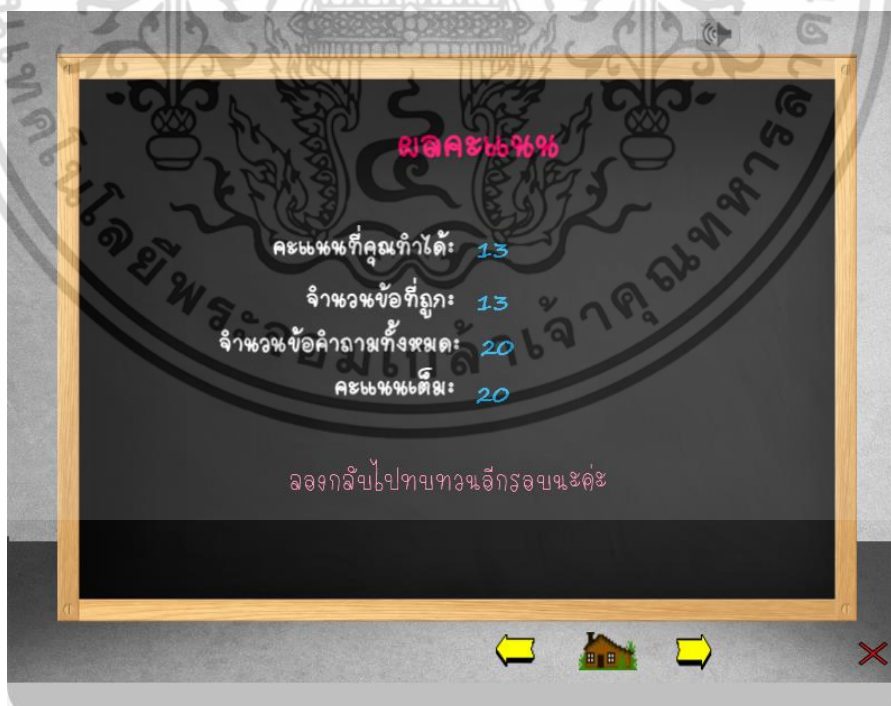 ผลคะแนน
คะแนนที่คุณทำได้: 13
จำนวนข้อที่ถูก: 13
จำนวนข้อคำถามทั้งหมด: 20
คะแนนเต็ม: 20
ลองกลับไปทบทวนอีกรอบนะค่ะ